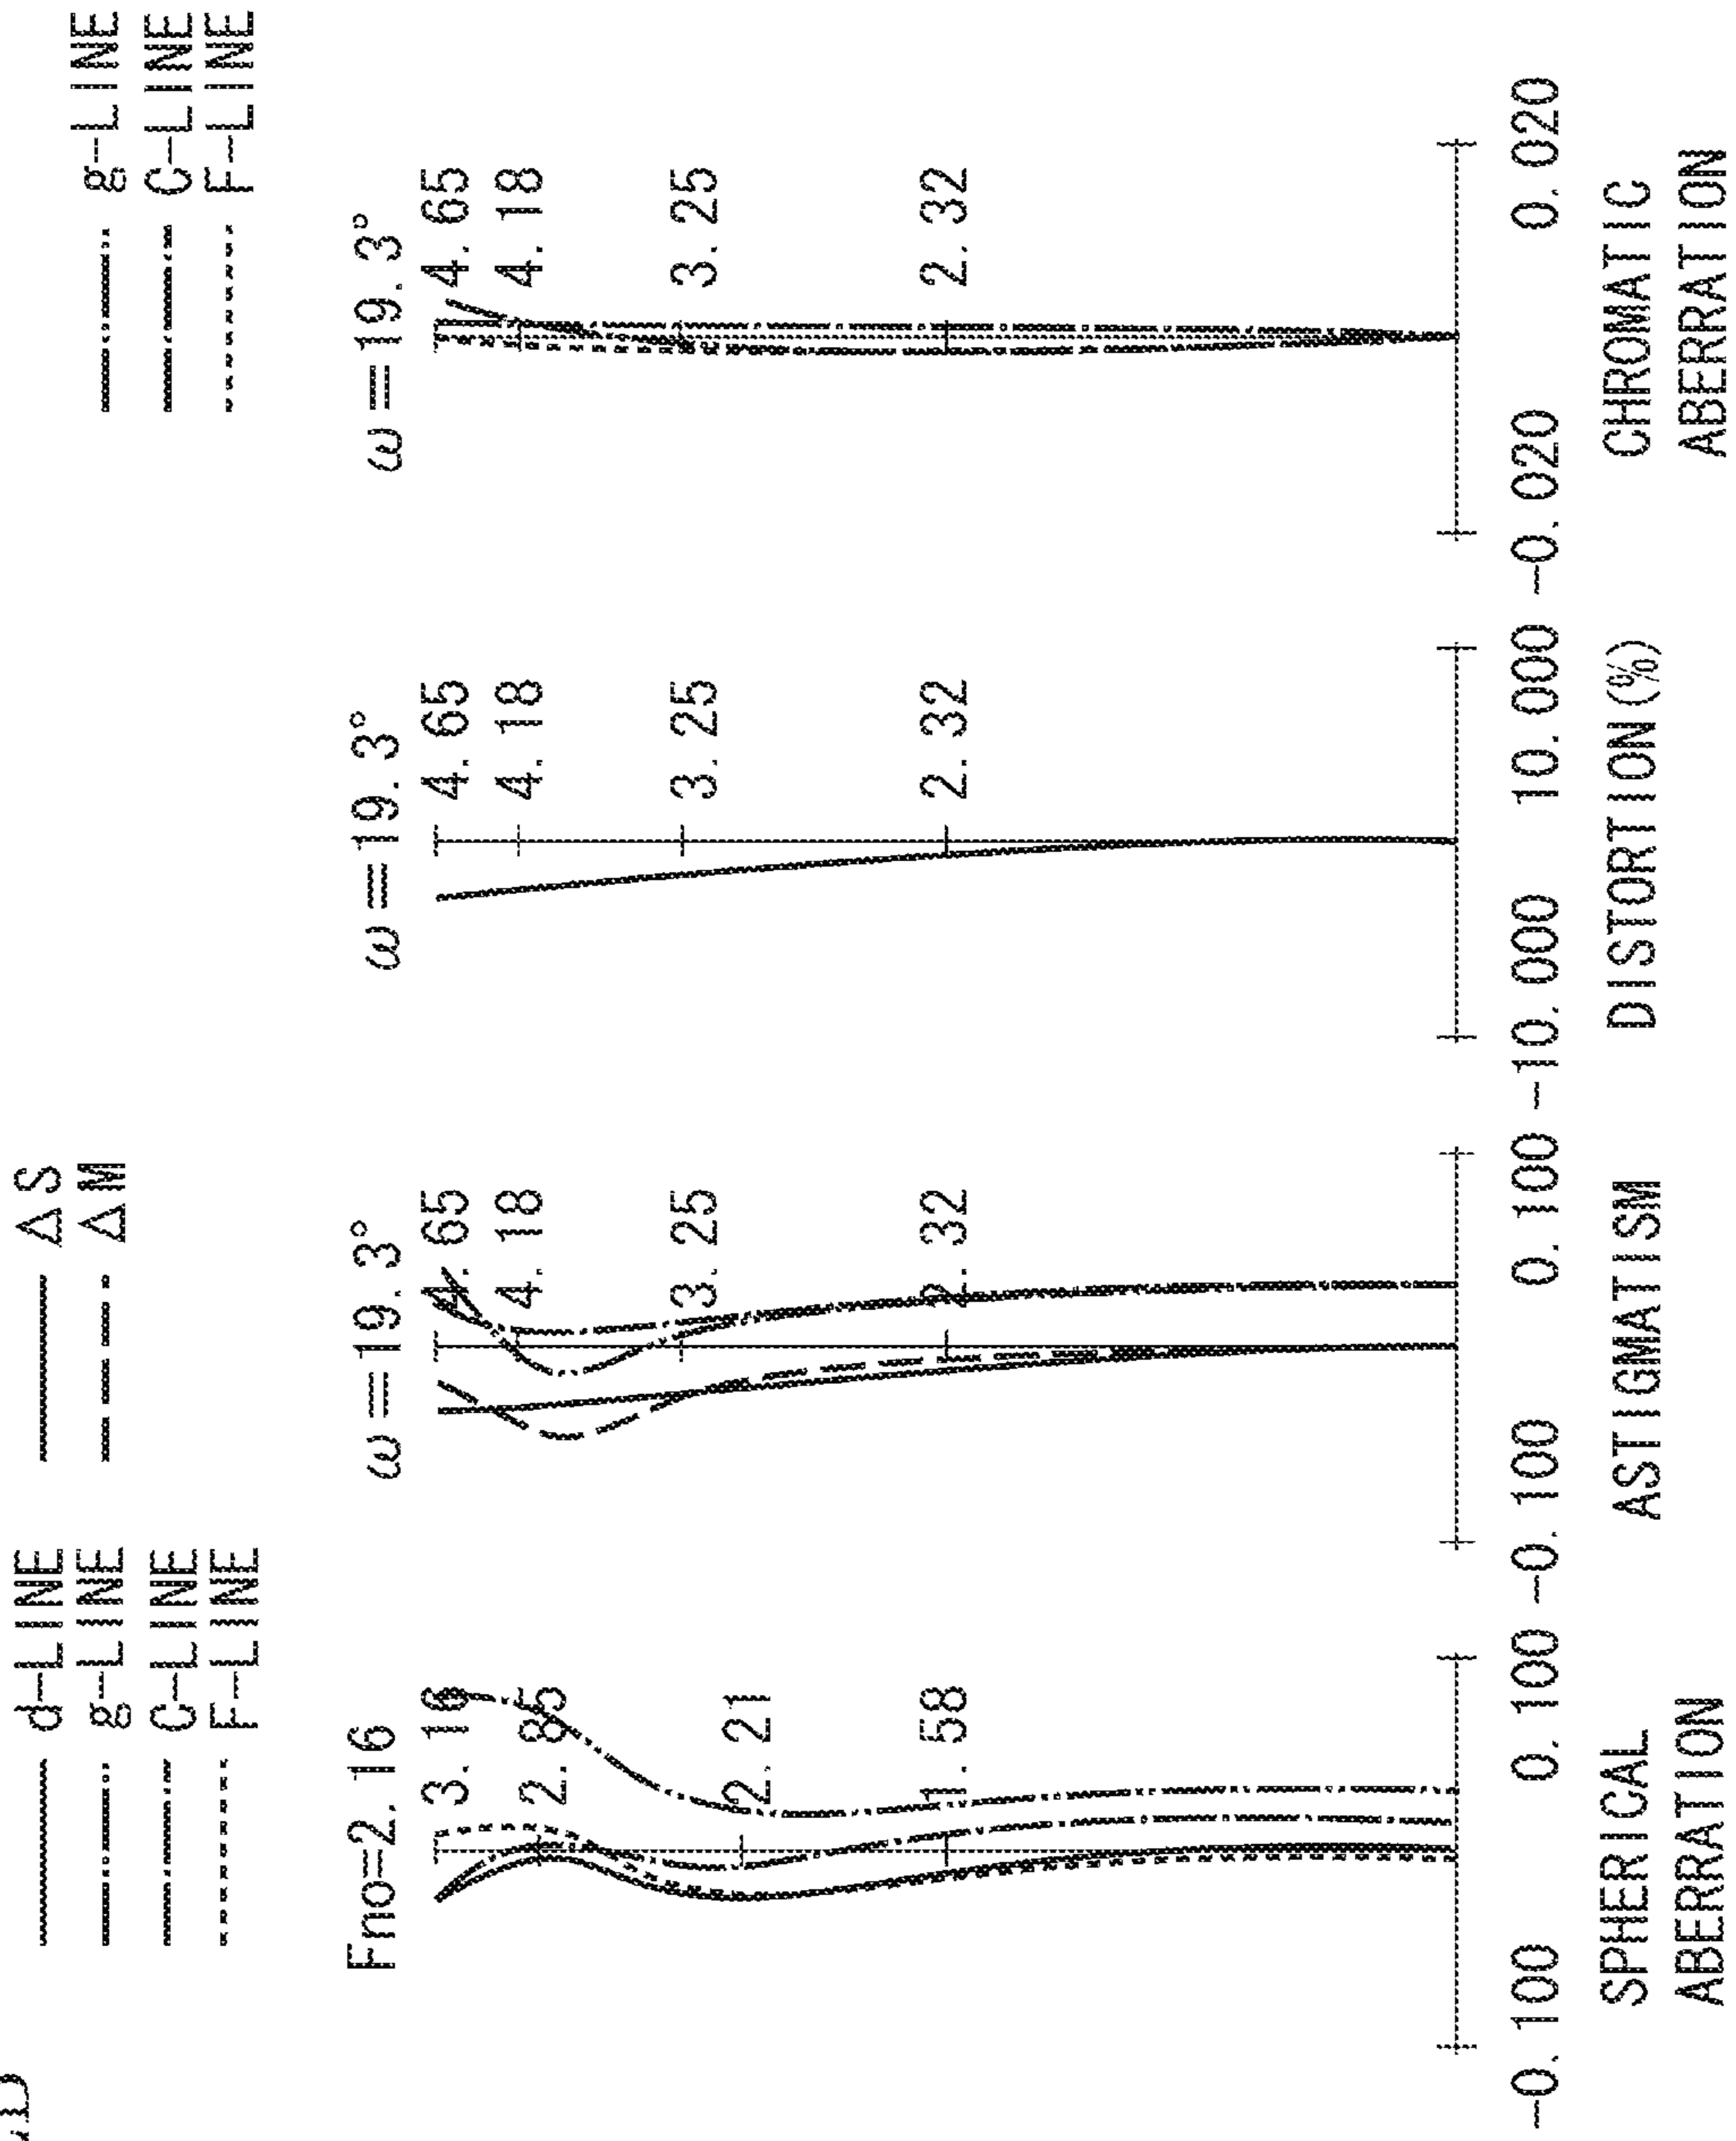 d-LINE
g-LINE
C-LINE
F-LINE
ΔS
ΔM
g-LINE
C-LINE
F-LINE
Fno=2.16
3.16
2.85
2.21
1.58
-0.100 0.100
SPHERICAL
ABERRATION
ω=19.3°
4.65
4.18
3.25
2.32
-0.100 0.100
ASTIGMATISM
ω=19.3°
4.65
4.18
3.25
2.32
-10.000 10.000
DISTORTION(%)
ω=19.3°
4.65
4.18
3.25
2.32
-0.020 0.020
CHROMATIC
ABERRATION